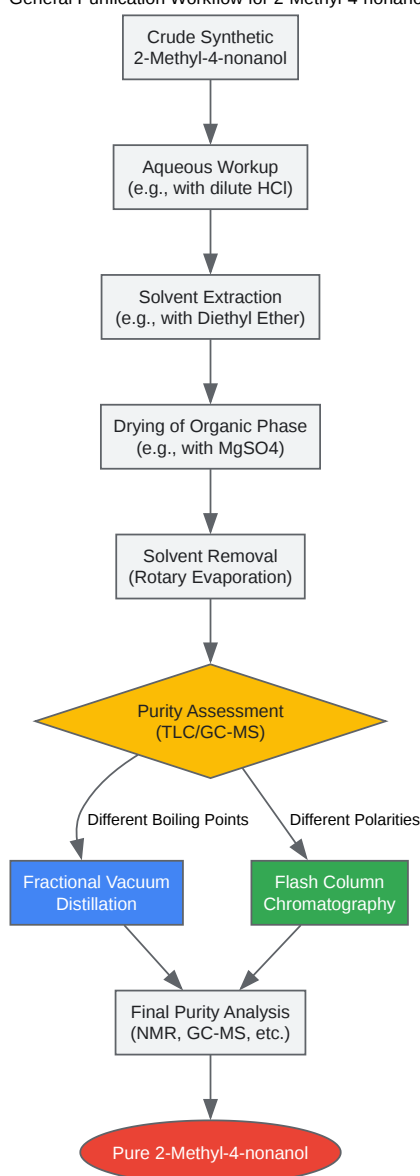 General Purification Workflow for 2-Methyl-4-nonanol
Crude Synthetic
2-Methyl-4-nonanol
Aqueous Workup
(e.g., with dilute HCl)
Solvent Extraction
(e.g., with Diethyl Ether)
Drying of Organic Phase
(e.g., with MgSO4)
Solvent Removal
(Rotary Evaporation)
Purity Assessment
(TLC/GC-MS)
Different Boiling Points
Different Polarities
Fractional Vacuum
Distillation
Flash Column
Chromatography
Final Purity Analysis
(NMR, GC-MS, etc.)
Pure 2-Methyl-4-nonanol